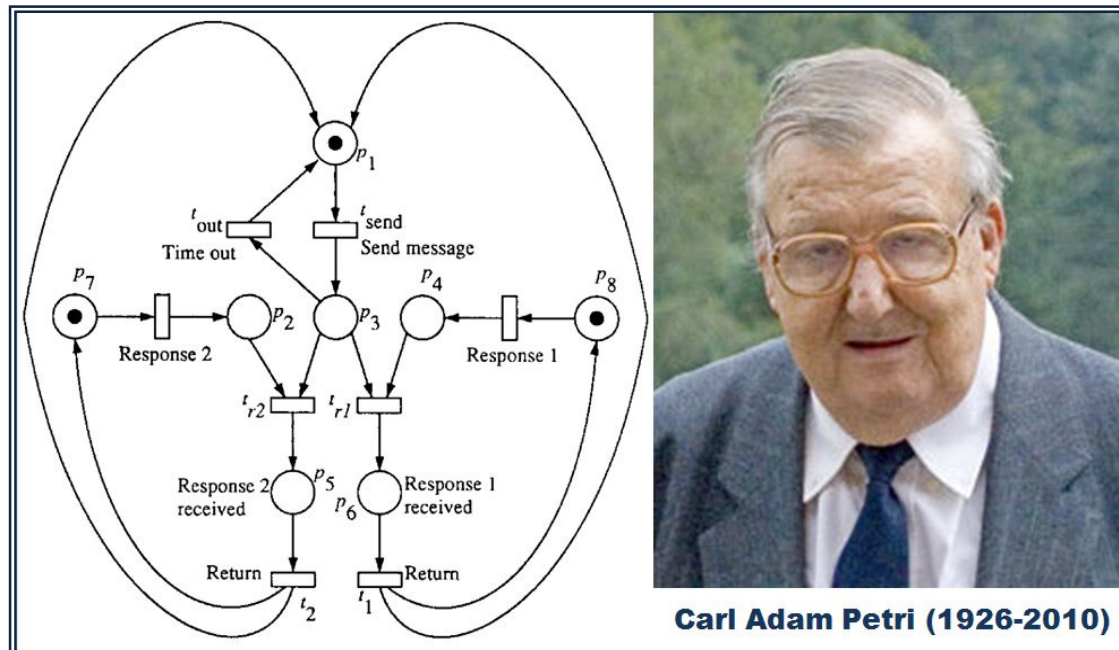 p1
tout
tsend
Time out
Send message
p7
p4
p8
p2
p3
Response 2
Response 1
tr2
tr1
Response 2
received
p5
p6
Response 1
received
Return
t2
t1
Return
Carl Adam Petri (1926-2010)